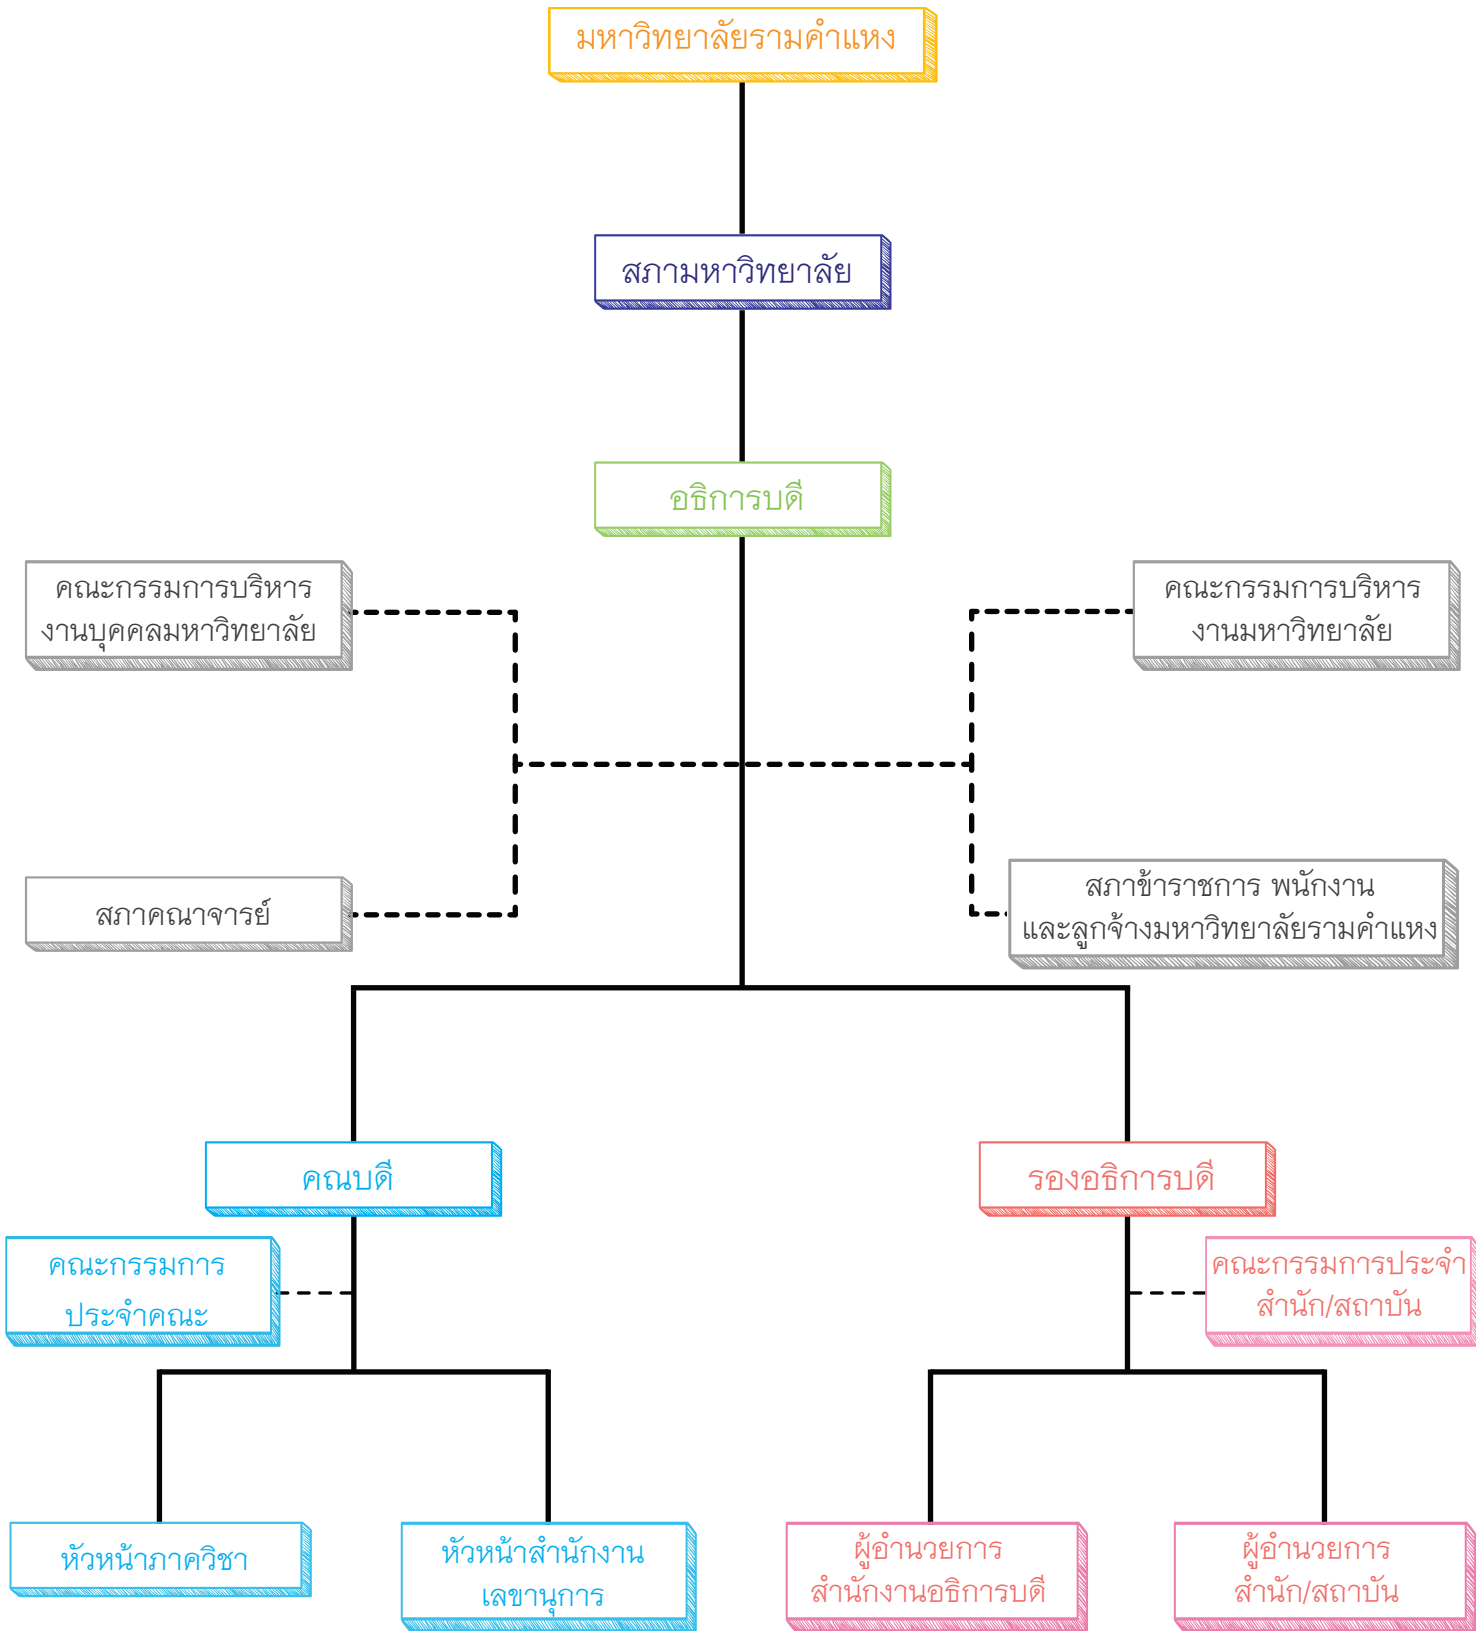 มหาวิทยาลัยรามคำแหง
สภามหาวิทยาลัย
อธิการบดี
คณะกรรมการบริหาร
งานบุคคลมหาวิทยาลัย
คณะกรรมการบริหาร
งานมหาวิทยาลัย
สภาคณาจารย์
สภาข้าราชการ พนักงาน
และลูกจ้างมหาวิทยาลัยรามคำแหง
คณบดี
รองอธิการบดี
คณะกรรมการ
ประจำคณะ
คณะกรรมการประจำ
สำนัก/สถาบัน
หัวหน้าภาควิชา
หัวหน้าสำนักงาน
เลขานุการ
ผู้อำนวยการ
สำนักงานอธิการบดี
ผู้อำนวยการ
สำนัก/สถาบัน